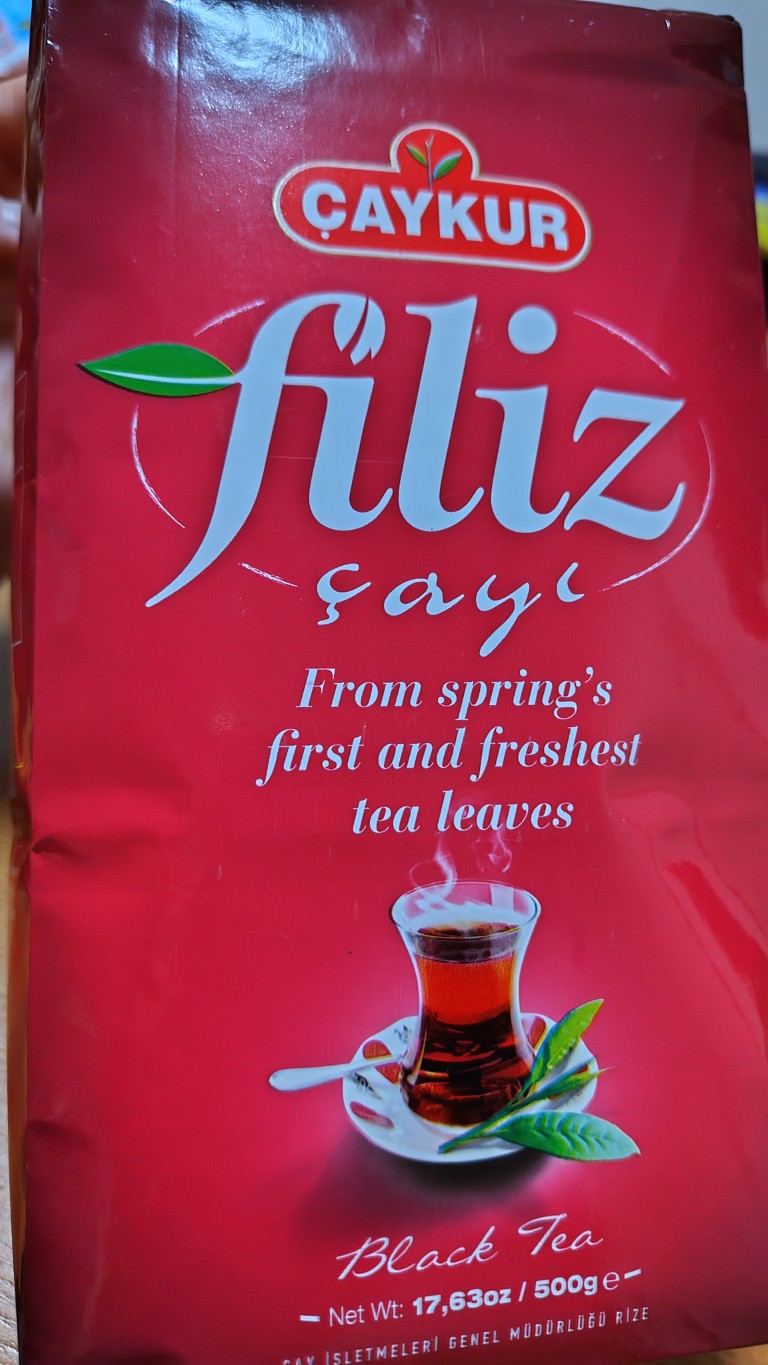 ÇAYKUR
filiz
çayı
From spring's
first and freshest
tea leaves
Black Tea
Net Wt: 17,63oz / 500g e
ÇAY İŞLETMELERİ GENEL MÜDÜRLÜĞÜ RİZE